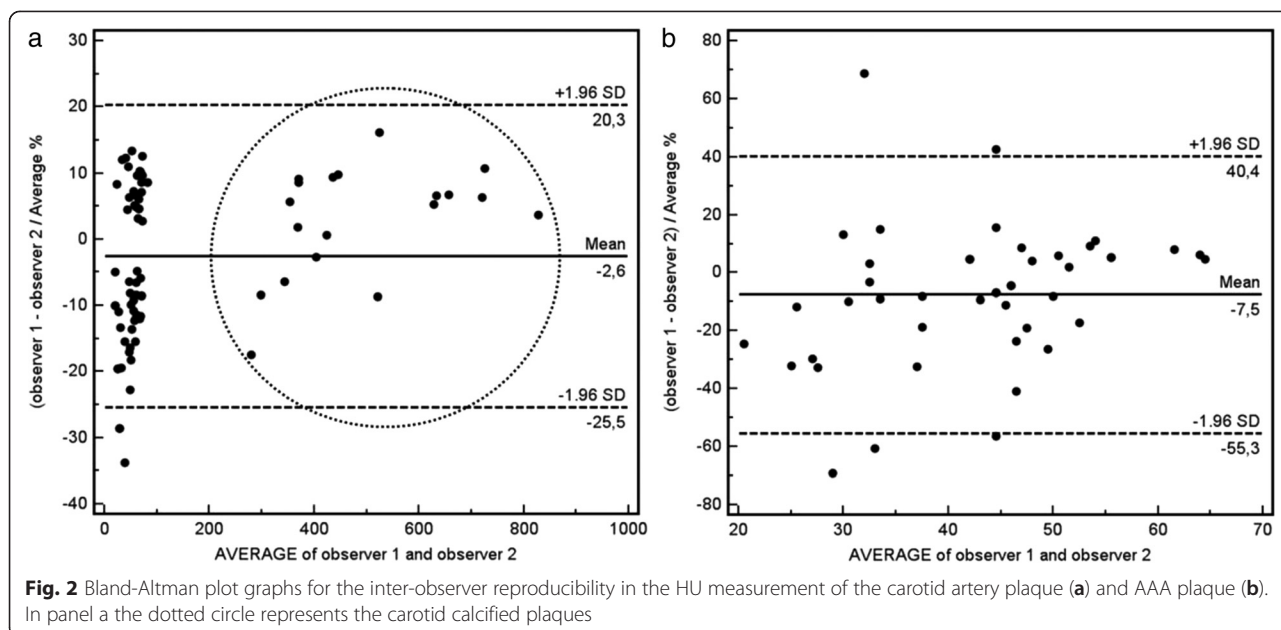 a
30
20
10
0
-10
-20
-30
-40
(observer 1 - observer 2 / Average %
+1.96 SD
20,3
Mean
-2,6
-1.96 SD
-25,5
0 200 400 600 800 1000
AVERAGE of observer 1 and observer 2
b
80
60
40
20
0
-20
-40
-60
-80
(observer 1 - observer 2) / Average %
+1.96 SD
40,4
Mean
-7,5
-1.96 SD
-55,3
20 30 40 50 60 70
AVERAGE of observer 1 and observer 2
Fig. 2 Bland-Altman plot graphs for the inter-observer reproducibility in the HU measurement of the carotid artery plaque (a) and AAA plaque (b).
In panel a the dotted circle represents the carotid calcified plaques